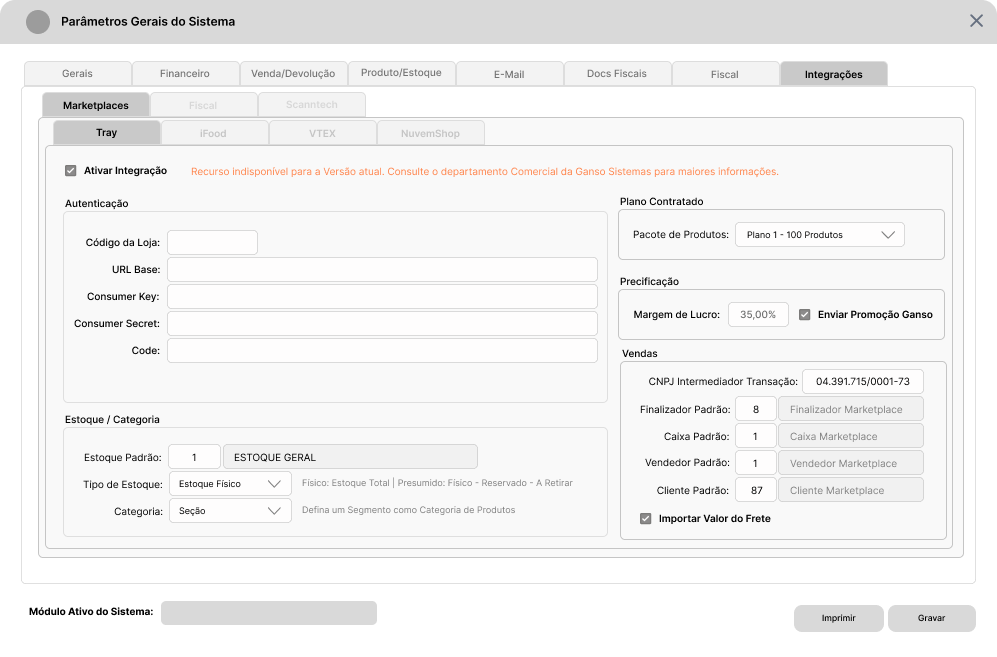 Parâmetros Gerais do Sistema
Gerais
Financeiro
Venda/Devolução
Produto/Estoque
E-Mail
Docs Fiscais
Fiscal
Integrações
Marketplaces
Fiscal
Scanntech
Tray
iFood
VTEX
NuvemShop
Ativar Integração
Recurso indisponível para a Versão atual. Consulte o departamento Comercial da Ganso Sistemas para maiores informações.
Autenticação
Código da Loja:
URL Base:
Consumer Key:
Consumer Secret:
Code:
Estoque / Categoria
Estoque Padrão: 1 ESTOQUE GERAL
Tipo de Estoque: Estoque Físico Físico: Estoque Total | Presumido: Físico - Reservado - A Retirar
Categoria: Seção Defina um Segmento como Categoria de Produtos
Plano Contratado
Pacote de Produtos: Plano 1 - 100 Produtos
Precificação
Margem de Lucro: 35,00% Enviar Promoção Ganso
Vendas
CNPJ Intermediador Transação: 04.391.715/0001-73
Finalizador Padrão: 8 Finalizador Marketplace
Caixa Padrão: 1 Caixa Marketplace
Vendedor Padrão: 1 Vendedor Marketplace
Cliente Padrão: 87 Cliente Marketplace
Importar Valor do Frete
Módulo Ativo do Sistema:
Imprimir
Gravar